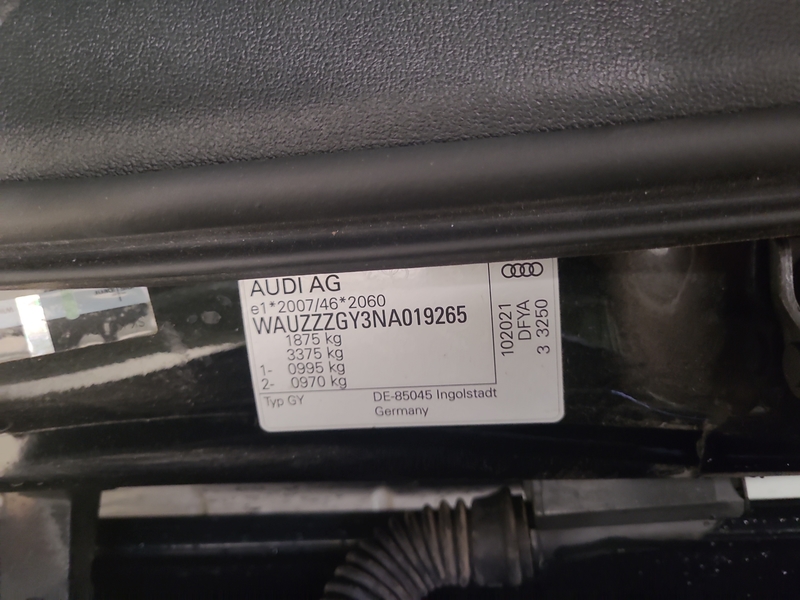 AUDI AG
e1*2007/46*2060
WAUZZZGY3NA019265
1875 kg
3375 kg
1- 0995 kg
2- 0970 kg
Typ GY
DE-85045 Ingolstadt
Germany
102021
DFYA
3 3250